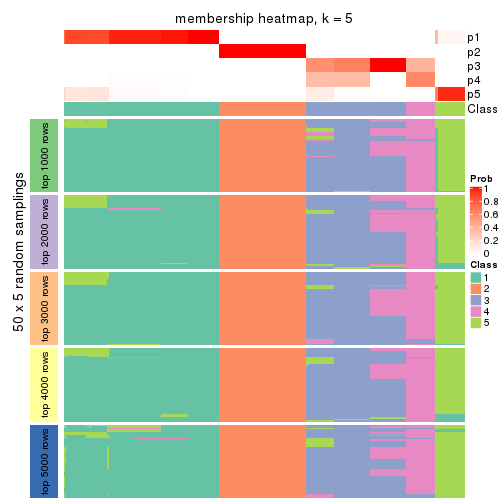 membership heatmap, k = 5
p1
p2
p3
p4
p5
Class
50 x 5 random samplings
top 1000 rows
top 2000 rows
top 3000 rows
top 4000 rows
top 5000 rows
Prob
1
0.8
0.6
0.4
0.2
0
Class
1
2
3
4
5